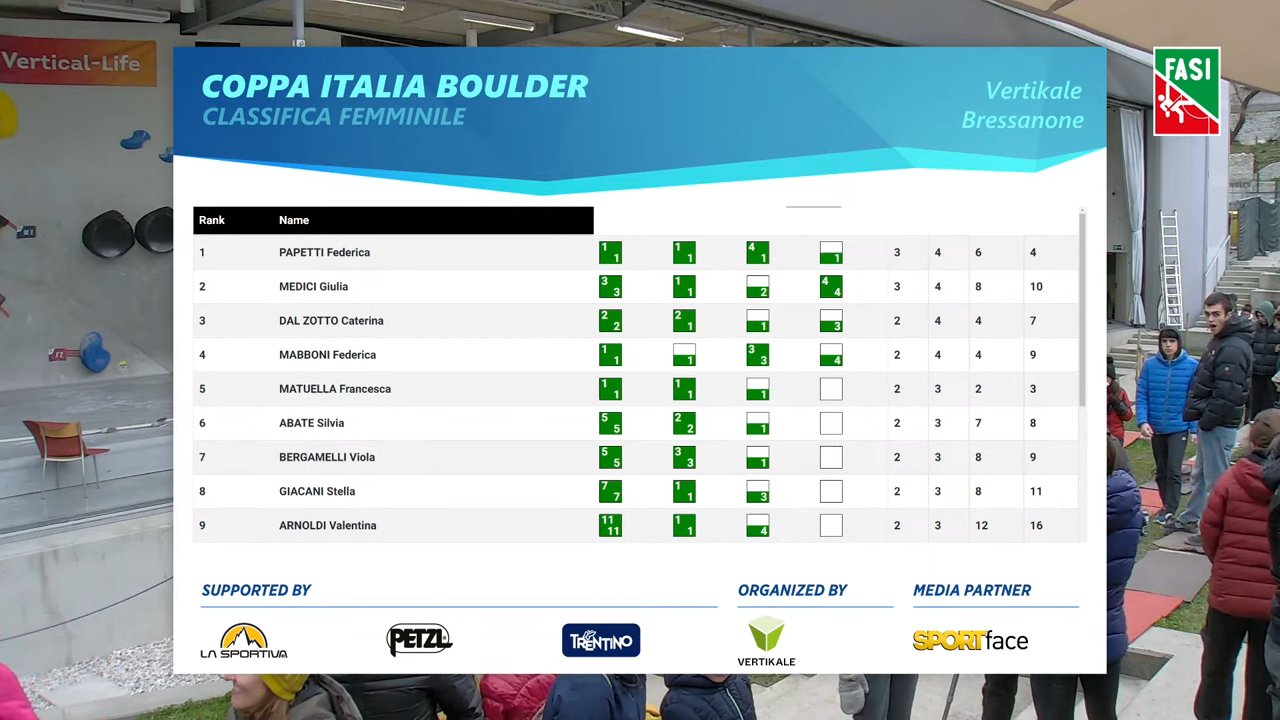 Vertical-Life
COPPA ITALIA BOULDER
CLASSIFICA FEMMINILE
Vertikale
Bressanone
FASI
Rank Name
1 PAPETTI Federica 1 1 1 1 4 1 1 3 4 6 4
2 MEDICI Giulia 3 3 1 1 2 4 4 3 4 8 10
3 DAL ZOTTO Caterina 2 2 2 1 1 3 2 4 4 7
4 MABBONI Federica 1 1 1 3 3 4 2 4 4 9
5 MATUELLA Francesca 1 1 1 1 1 2 3 2 3
6 ABATE Silvia 5 5 2 2 1 2 3 7 8
7 BERGAMELLI Viola 5 5 3 3 1 2 3 8 9
8 GIACANI Stella 7 7 1 1 3 2 3 8 11
9 ARNOLDI Valentina 11 11 1 1 4 2 3 12 16
F2
SUPPORTED BY
ORGANIZED BY
MEDIA PARTNER
LA SPORTIVA
PETZL
TRENTINO
VERTIKALE
SPORTface